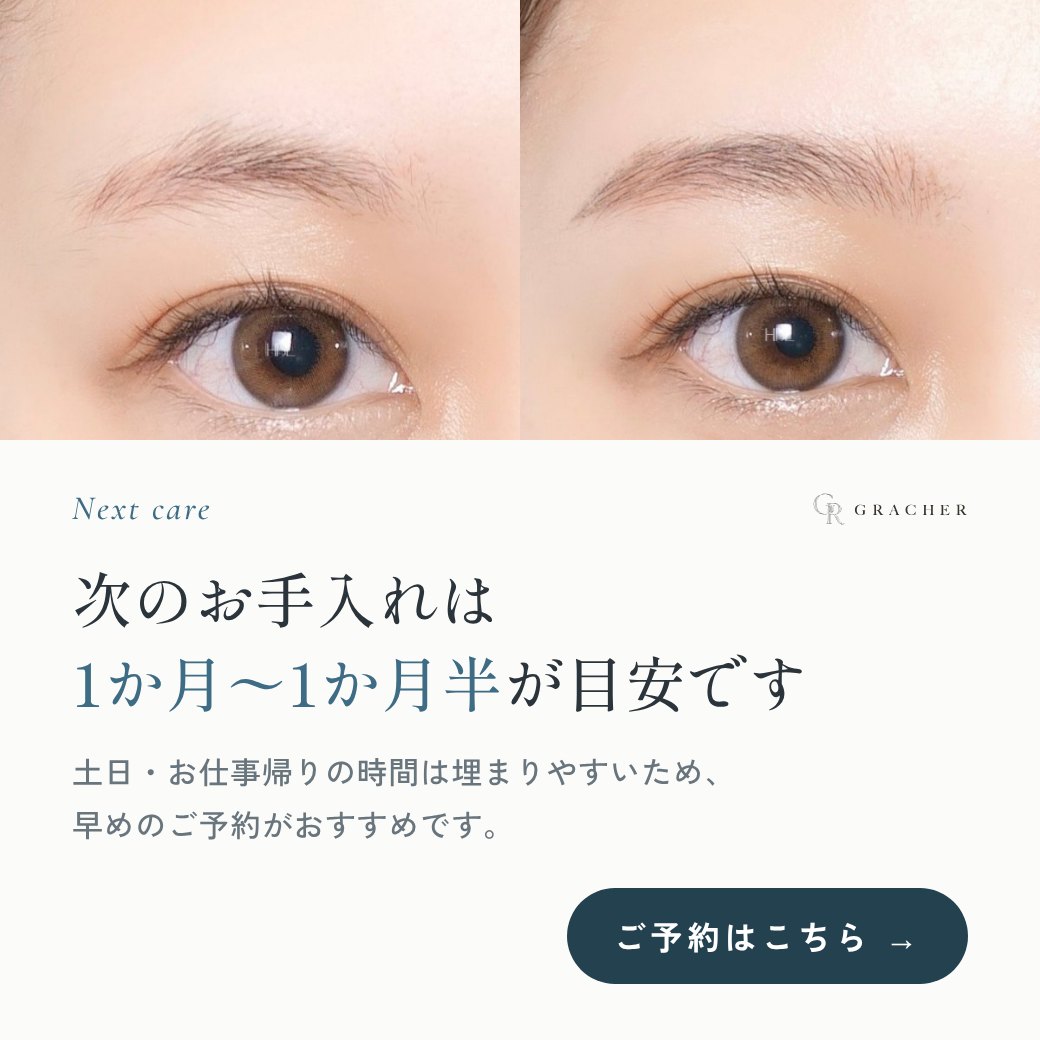 Next care
GR GRACHER
次のお手入れは
1か月〜1か月半が目安です
土日・お仕事帰りの時間は埋まりやすいため、
早めのご予約がおすすめです。
ご予約はこちら →